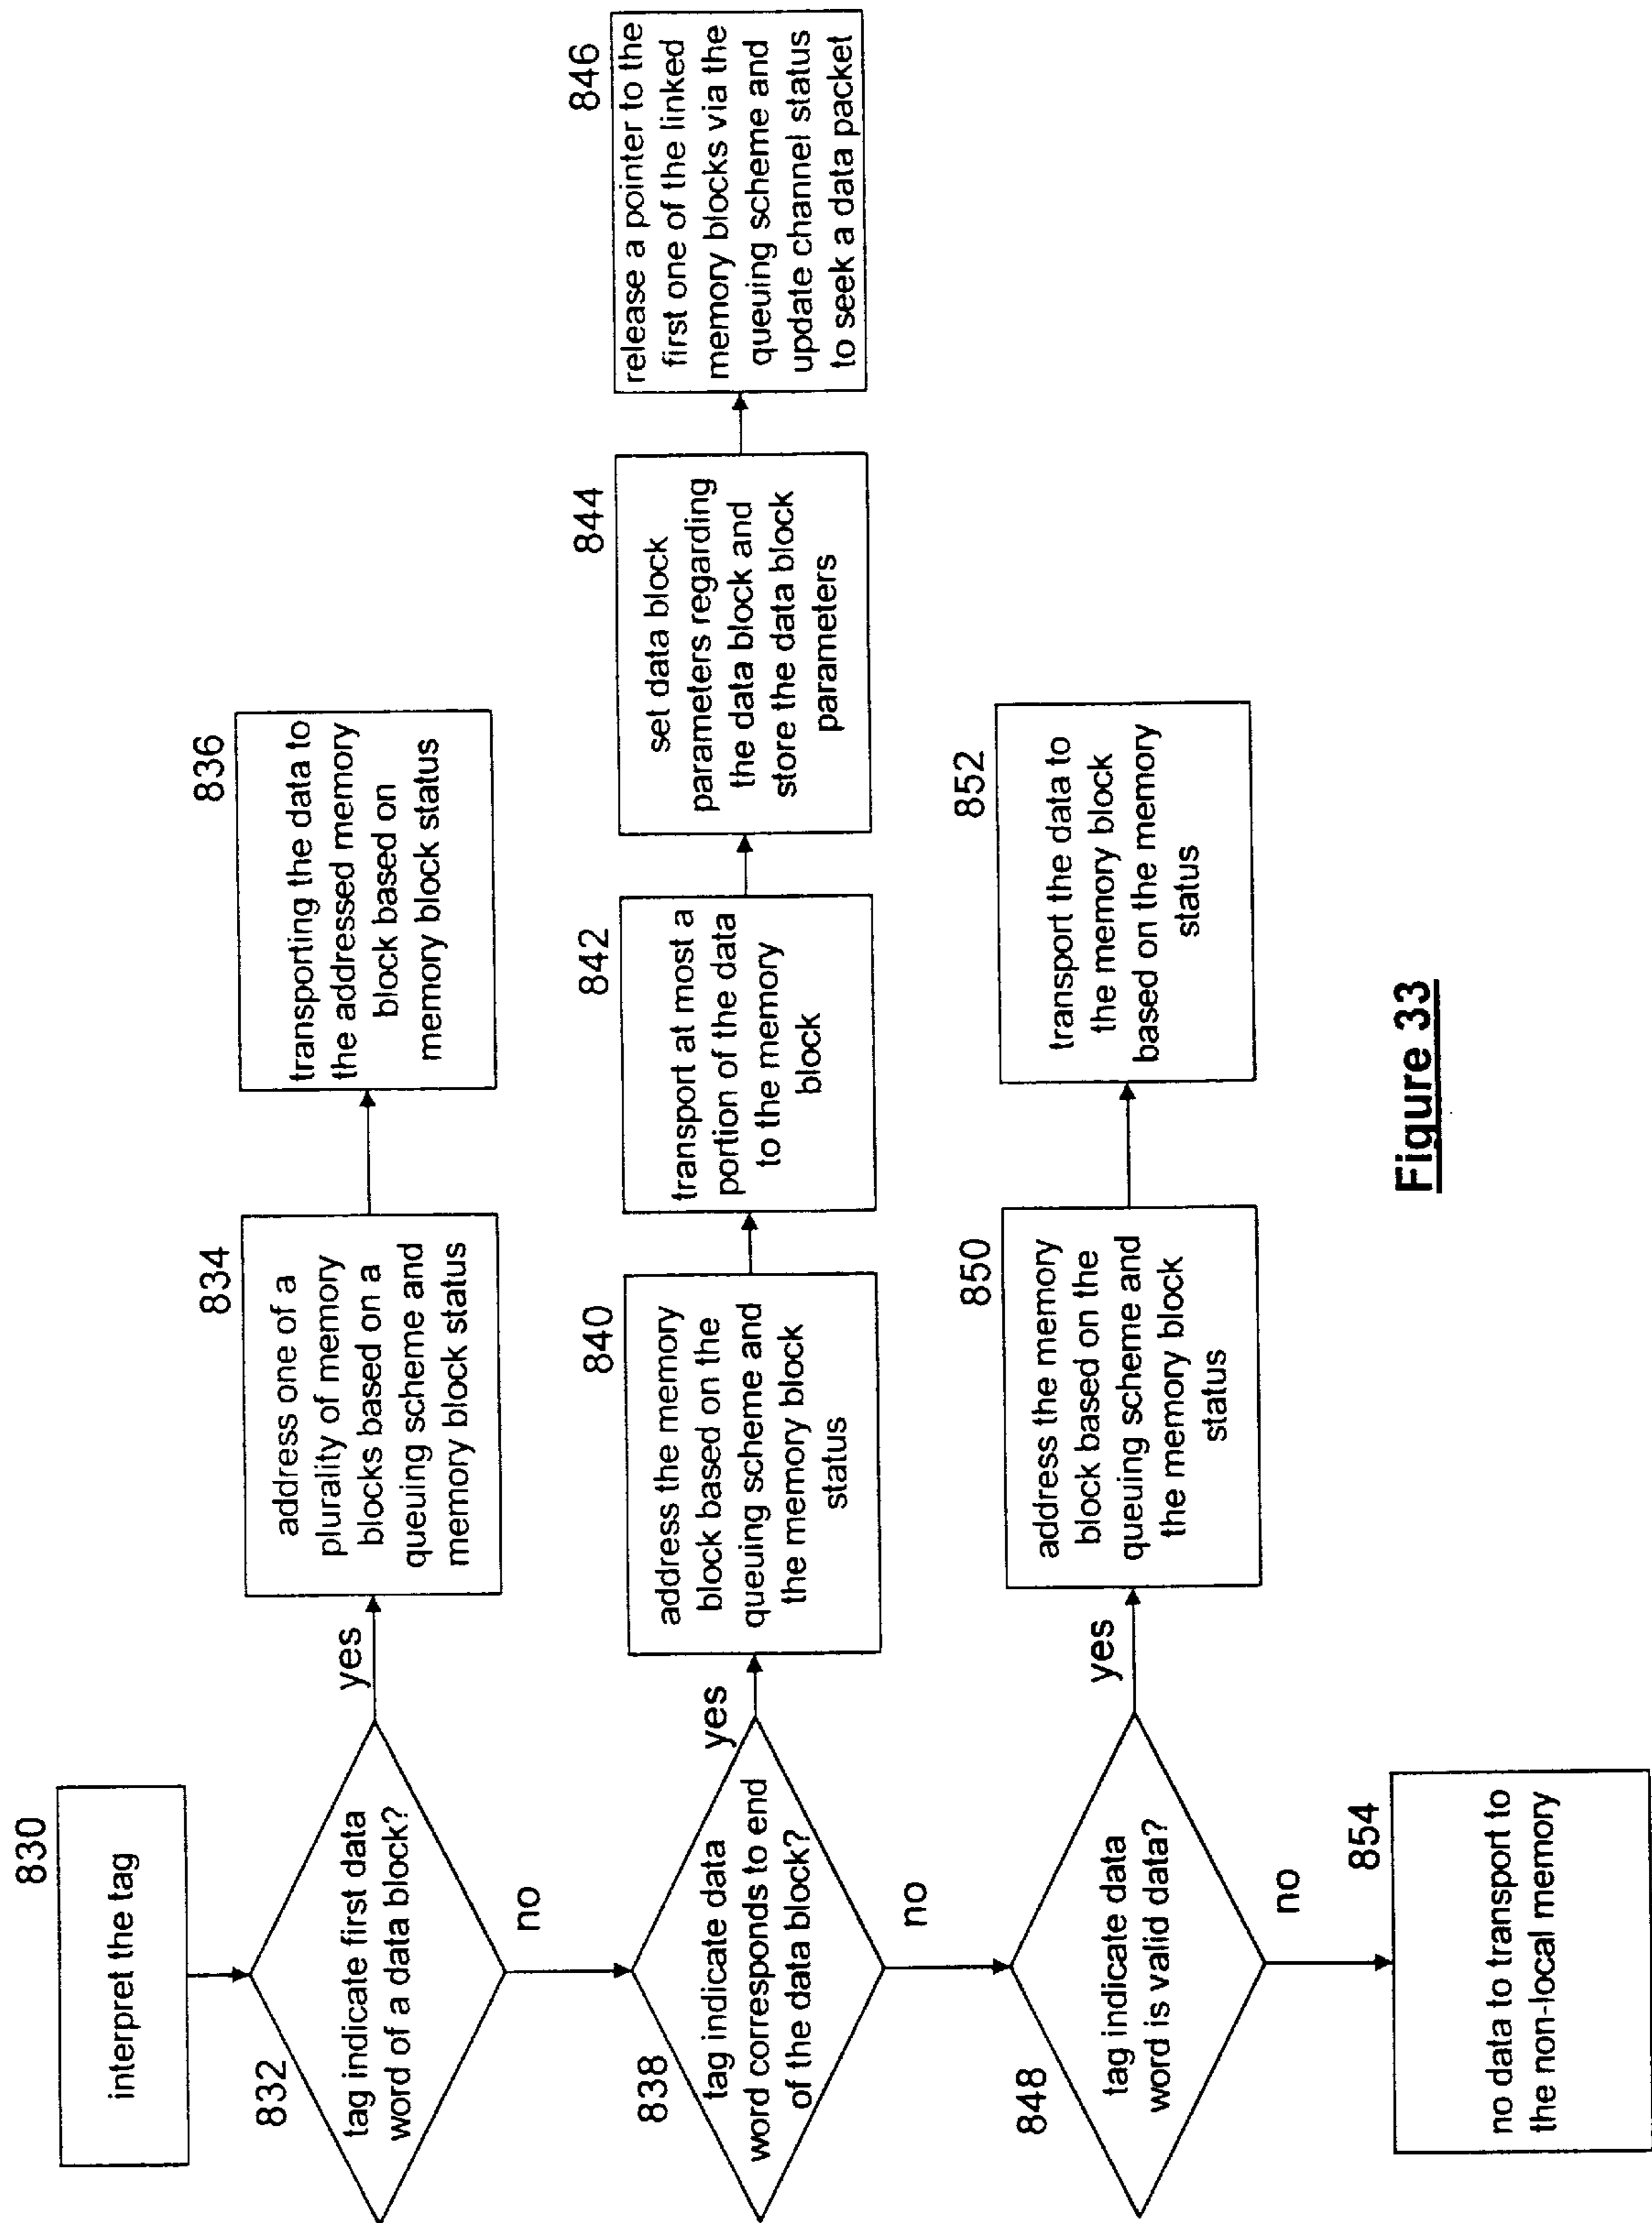 830
interpret the tag
832
tag indicate first data
word of a data block?
yes
834
address one of a
plurality of memory
blocks based on a
queuing scheme and
memory block status
836
transporting the data to
the addressed memory
block based on
memory block status
no
838
tag indicate data
word corresponds to end
of the data block?
yes
840
address the memory
block based on the
queuing scheme and
the memory block
status
842
transport at most a
portion of the data
to the memory
block
844
set data block
parameters regarding
the data block and
store the data block
parameters
846
release a pointer to the
first one of the linked
memory blocks via the
queuing scheme and
update channel status
to seek a data packet
no
848
tag indicate data
word is valid data?
yes
850
address the memory
block based on the
queuing scheme and
the memory block
status
852
transport the data to
the memory block
based on the memory
status
no
854
no data to transport to
the non-local memory
Figure 33